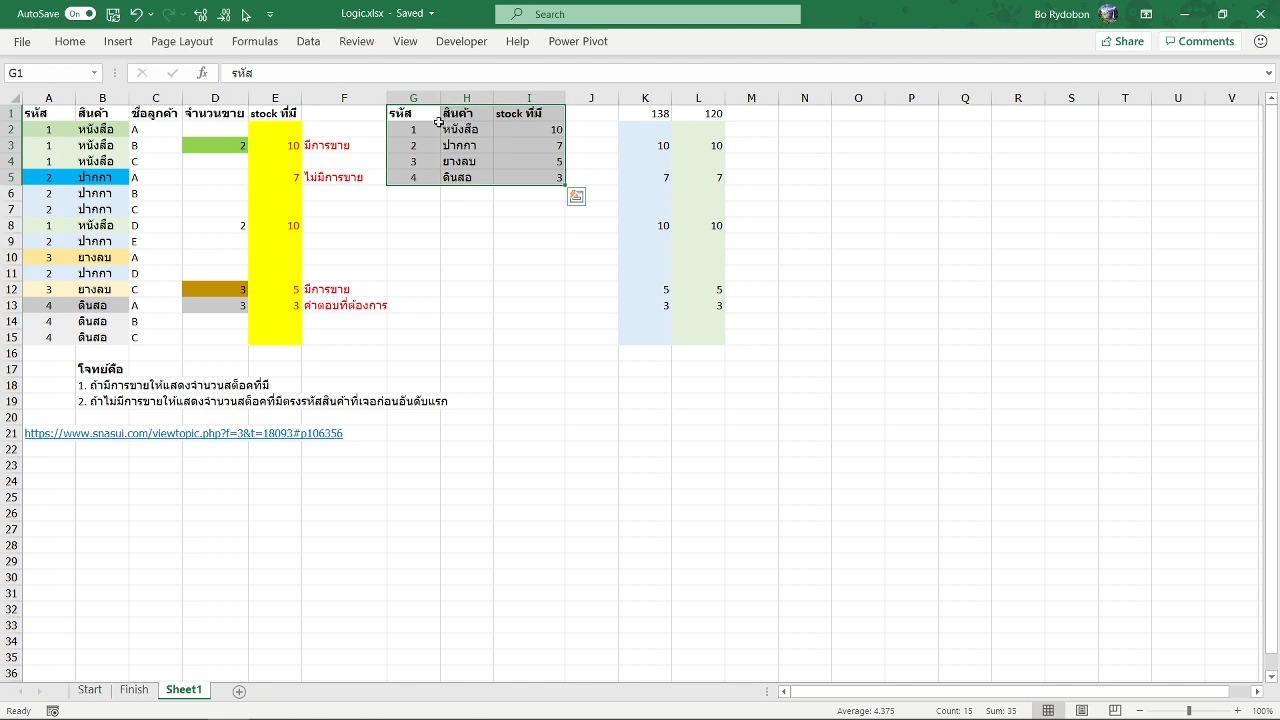 AutoSave On Logic.xlsx - Saved Search Bo Rydobon
File Home Insert Page Layout Formulas Data Review View Developer Help Power Pivot Share Comments
G1 fx รหัส
A B C D E F G H I J K L M N O P Q R S T U V
1 รหัส สินค้า ชื่อลูกค้า จำนวนขาย stock ที่มี รหัส สินค้า stock ที่มี 138 120
2 1 หนังสือ A 1 หนังสือ 10
3 1 หนังสือ B 2 10 มีการขาย 2 ปากกา 7 10 10
4 1 หนังสือ C 3 ยางลบ 5
5 2 ปากกา A 7 ไม่มีการขาย 4 ดินสอ 3 7 7
6 2 ปากกา B
7 2 ปากกา C
8 1 หนังสือ D 2 10 10 10
9 2 ปากกา E
10 3 ยางลบ A
11 2 ปากกา D
12 3 ยางลบ C 3 5 มีการขาย 5 5
13 4 ดินสอ A 3 3 คำตอบที่ต้องการ 3 3
14 4 ดินสอ B
15 4 ดินสอ C
16
17 โจทย์คือ
18 1. ถ้ามีการขายให้แสดงจำนวนสต็อคที่มี
19 2. ถ้าไม่มีการขายให้แสดงจำนวนสต็อคที่มีตรงรหัสสินค้าที่เจอก่อนอันดับแรก
20
21 https://www.snasui.com/viewtopic.php?f=3&t=18093#p106356
22
23
24
25
26
27
28
29
30
31
32
33
34
35
36
Start Finish Sheet1
Ready Average: 4.375 Count: 15 Sum: 35 100%